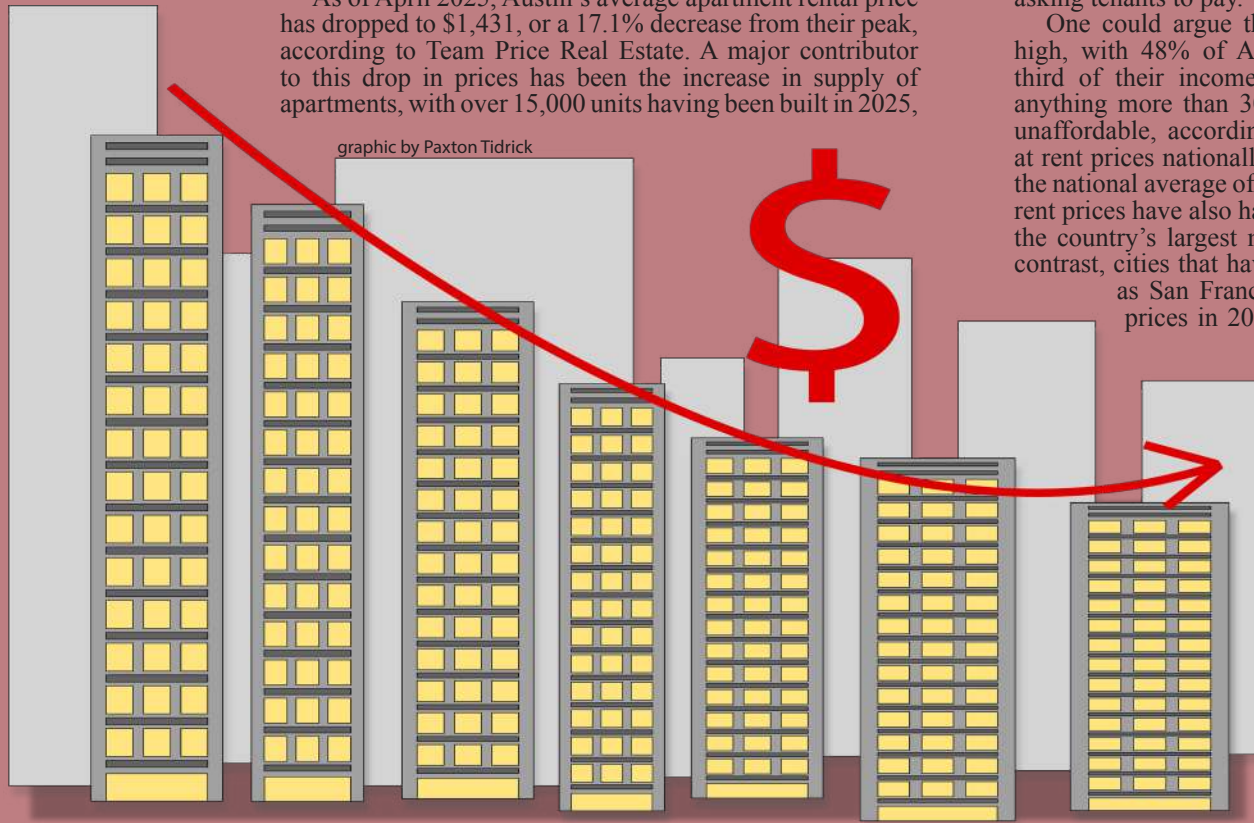 As of April 2025, Austin's average apartment rental price
has dropped to $1,431, or a 17.1% decrease from their peak,
according to Team Price Real Estate. A major contributor
to this drop in prices has been the increase in supply of
apartments, with over 15,000 units having been built in 2025,
graphic by Paxton Tidrick
$
asking tenants to pay.
One could argue th
high, with 48% of A
third of their income
anything more than 3
unaffordable, accordin
at rent prices nationall
the national average of
rent prices have also ha
the country's largest r
contrast, cities that hav
as San Franc
prices in 20